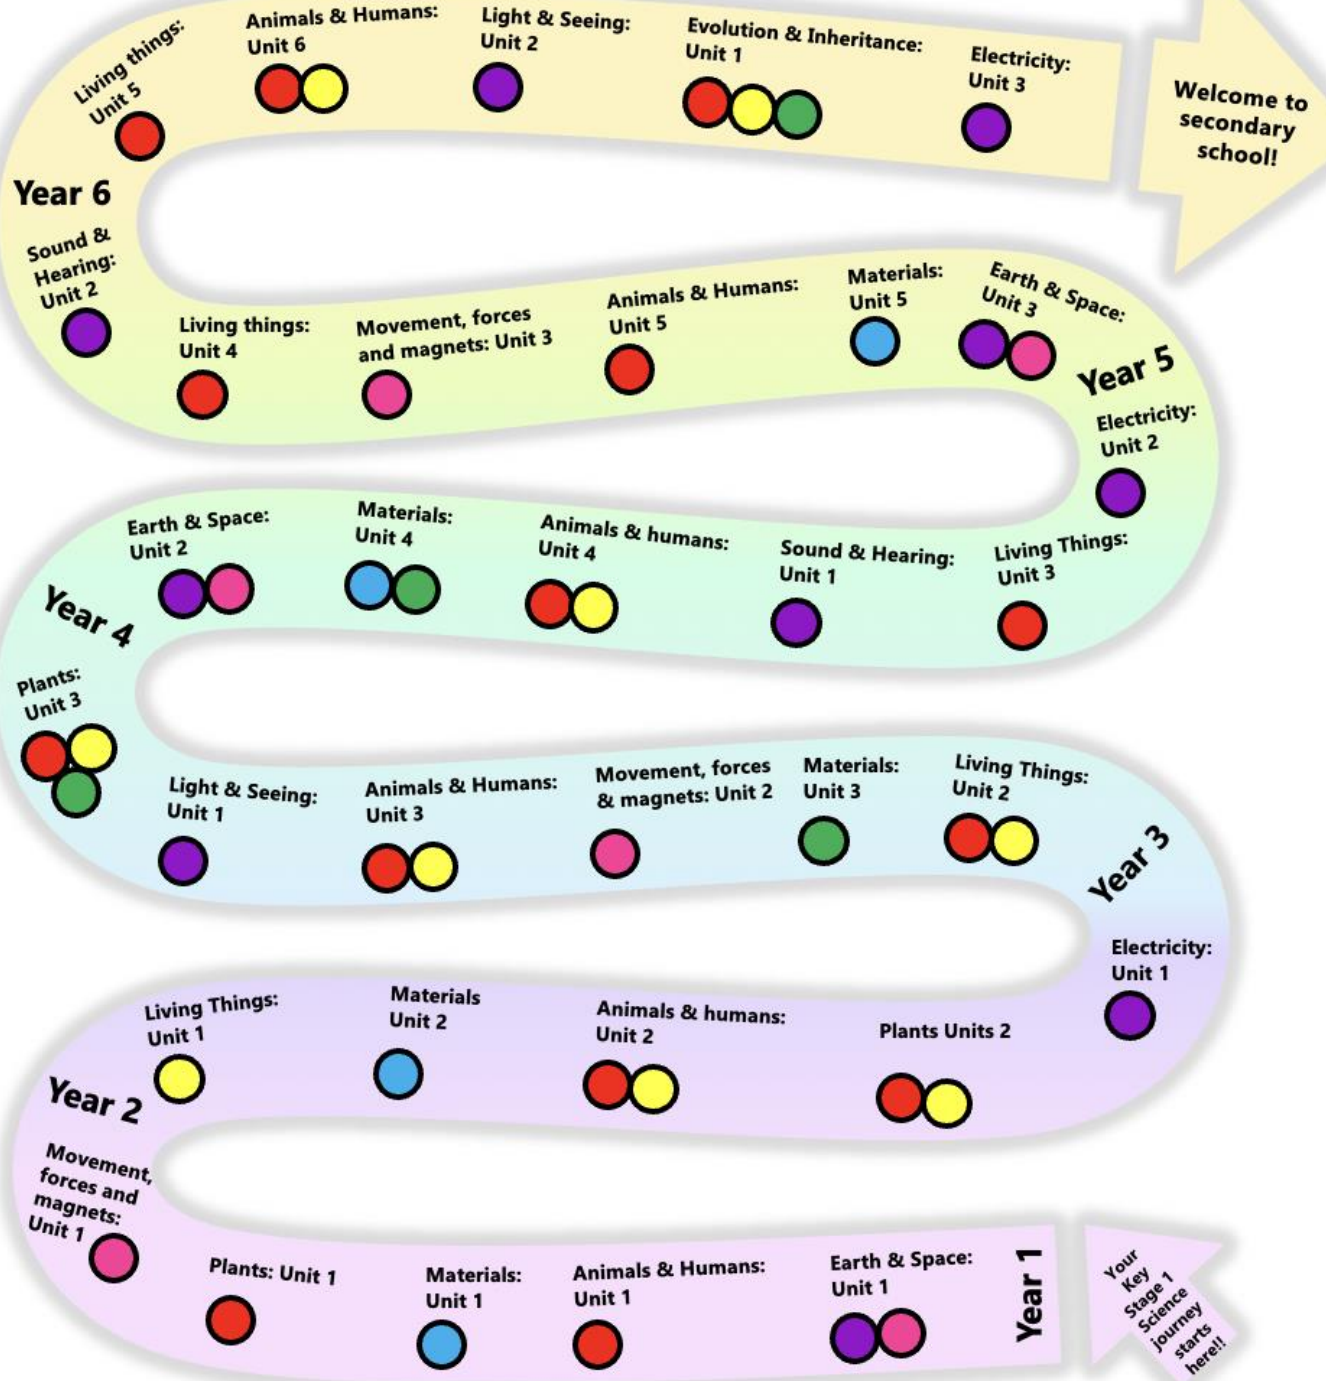 Living things:
Unit 5
Animals & Humans:
Unit 6
Light & Seeing:
Unit 2
Evolution & Inheritance:
Unit 1
Electricity:
Unit 3
Welcome to
secondary
school!
Year 6
Sound &
Hearing:
Unit 2
Living things:
Unit 4
Movement, forces
and magnets: Unit 3
Animals & Humans:
Unit 5
Materials:
Unit 5
Earth & Space:
Unit 3
Year 5
Electricity:
Unit 2
Earth & Space:
Unit 2
Materials:
Unit 4
Animals & humans:
Unit 4
Sound & Hearing:
Unit 1
Living Things:
Unit 3
Year 4
Plants:
Unit 3
Light & Seeing:
Unit 1
Animals & Humans:
Unit 3
Movement, forces
& magnets: Unit 2
Materials:
Unit 3
Living Things:
Unit 2
Year 3
Electricity:
Unit 1
Living Things:
Unit 1
Materials
Unit 2
Animals & humans:
Unit 2
Plants Units 2
Year 2
Movement,
forces and
magnets:
Unit 1
Plants: Unit 1
Materials:
Unit 1
Animals & Humans:
Unit 1
Earth & Space:
Unit 1
Year 1
Your
Key
Stage 1
Science
journey
starts
here!!